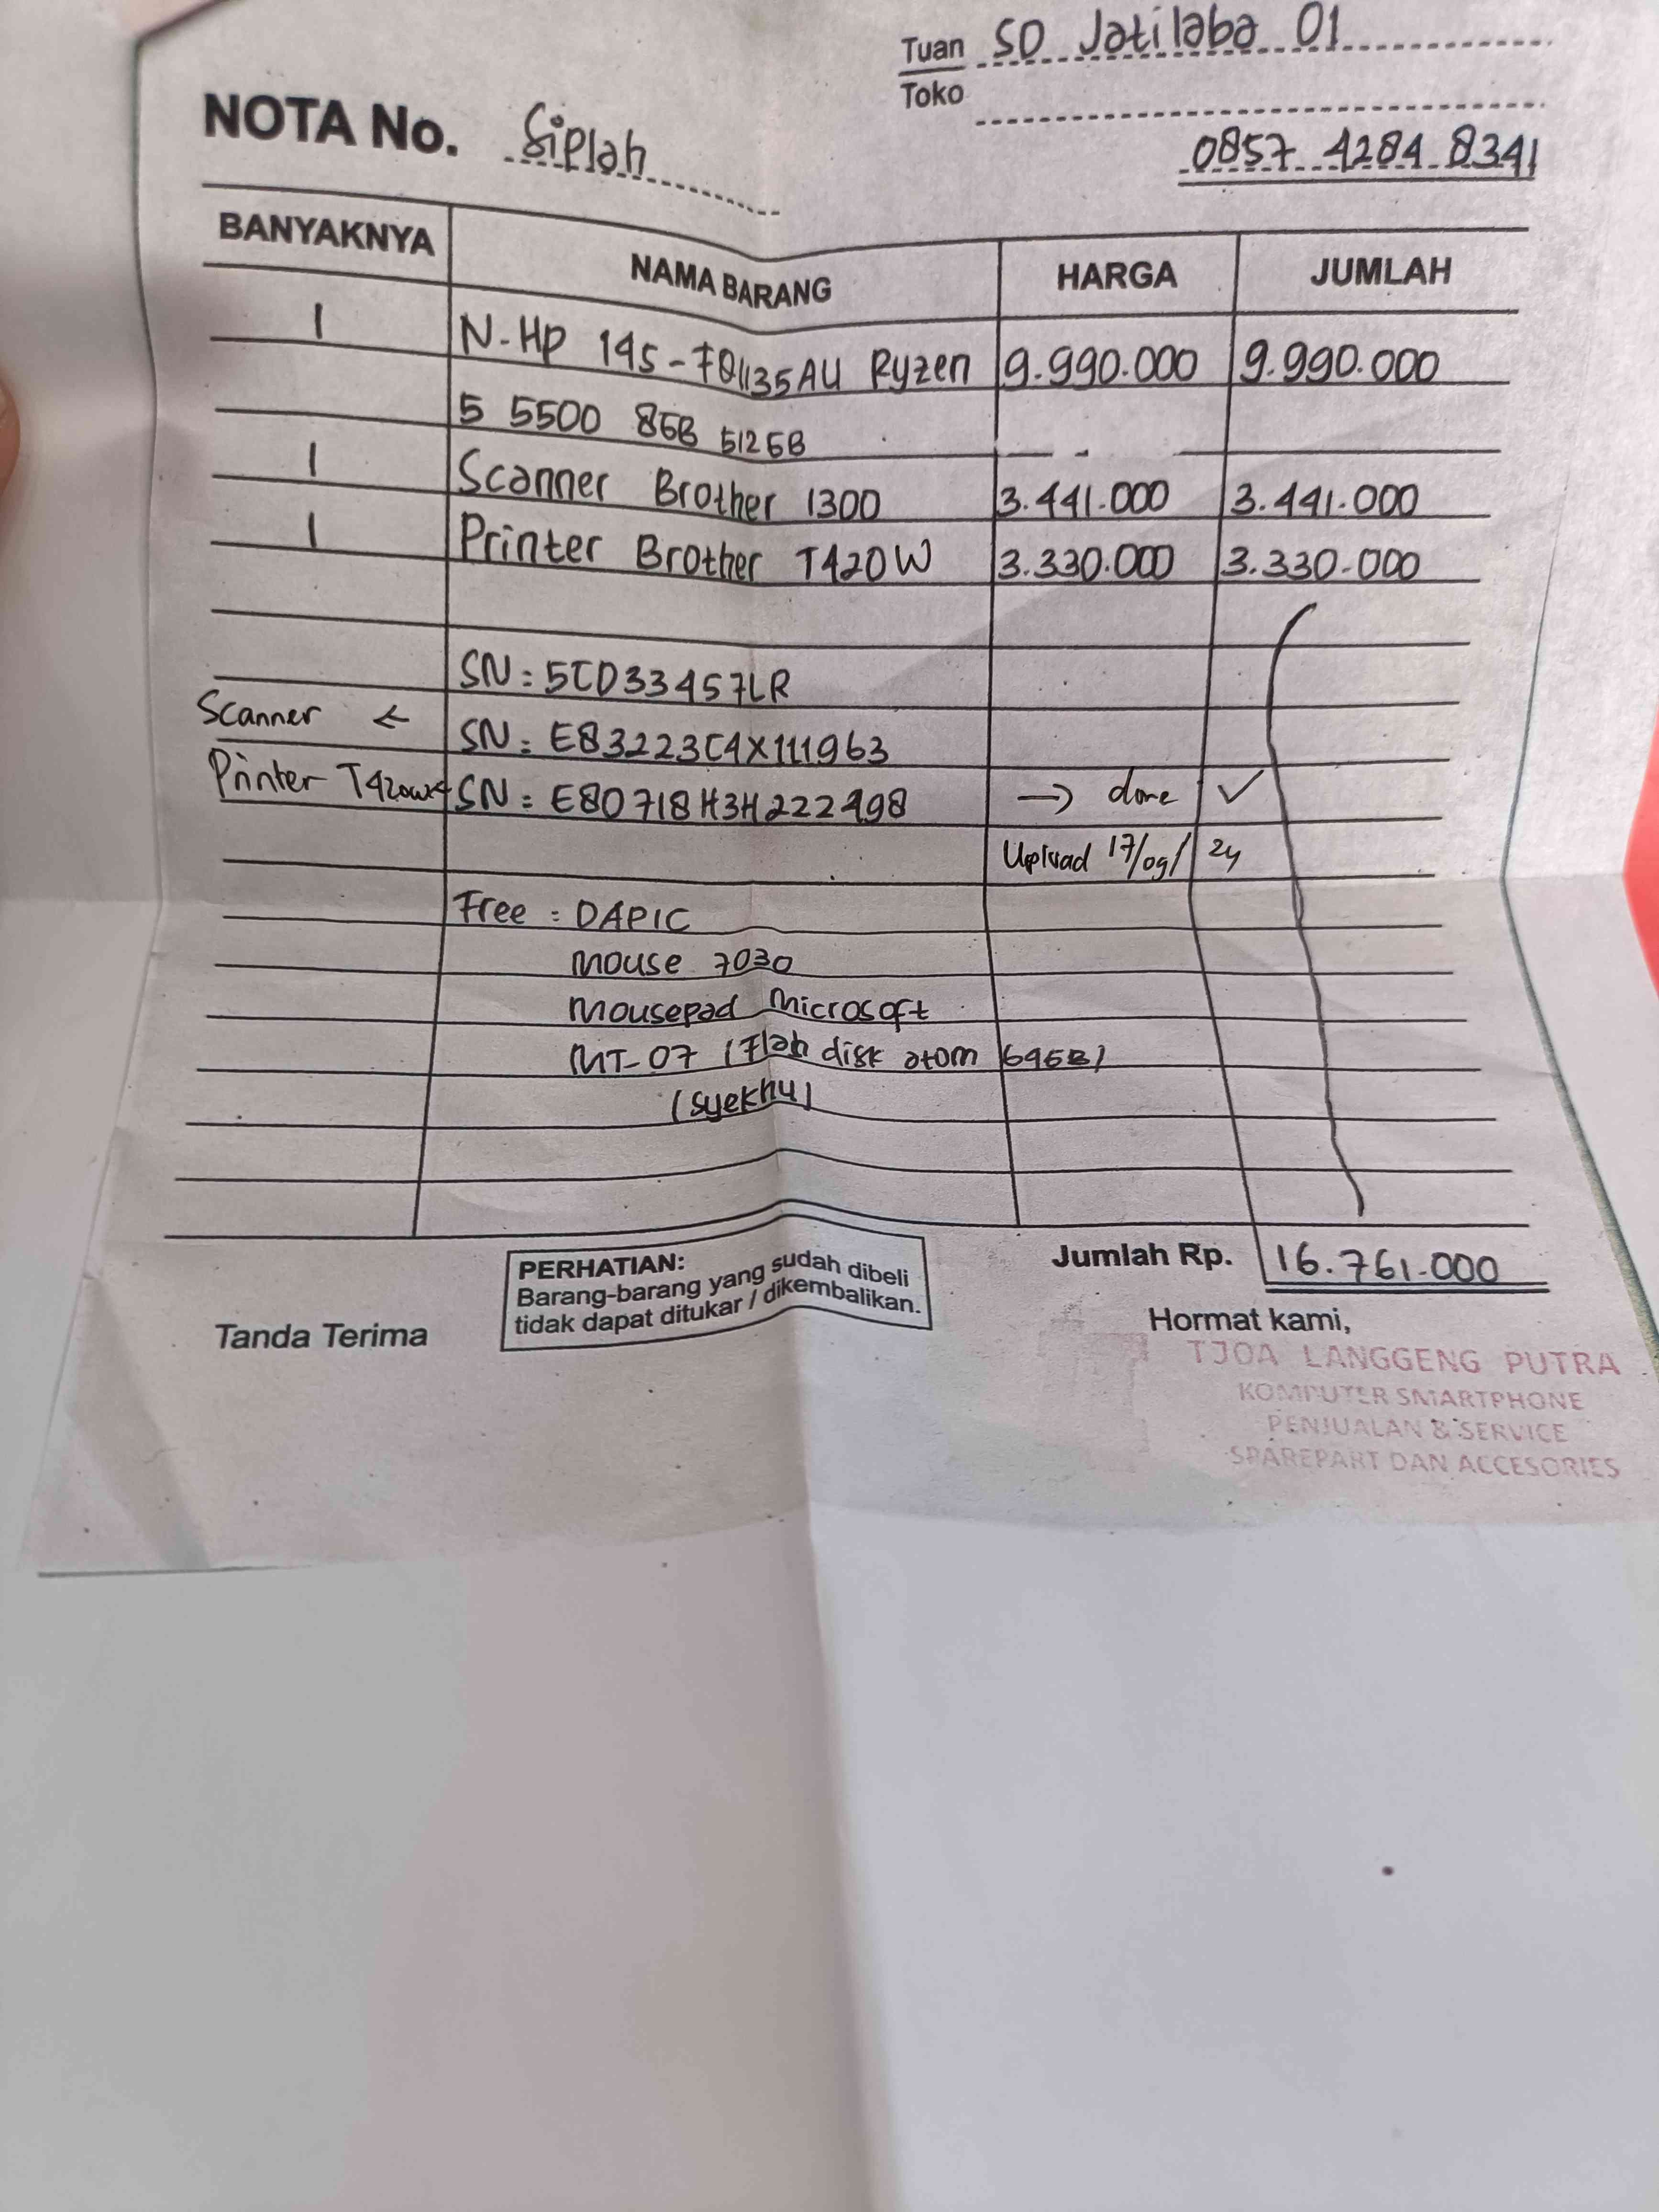 Tuan SD Jatilaba 01
Toko
NOTA No. Siplah
0857 4284 8341
BANYAKNYA NAMA BARANG HARGA JUMLAH
1 N-HP 14s-FQ1135AU Ryzen 9.990.000 9.990.000
5 5500 8GB 512GB
1 Scanner Brother 1300 3.441.000 3.441.000
1 Printer Brother T420W 3.330.000 3.330.000
SN: 5CD33457LR
Scanner ← SN: E83223C4X111963
Printer T420W ← SN: E80718H3H222498 → done ✓
Upload 17/09/24
Free : DAPIC
Mouse 7030
Mousepad Microsoft
MT-07 (Flah disk atom 64GB)
(syekhu)
Jumlah Rp. 16.761.000
PERHATIAN:
Barang-barang yang sudah dibeli
tidak dapat ditukar / dikembalikan.
Tanda Terima
Hormat kami,
TJOA LANGGENG PUTRA
KOMPUTER SMARTPHONE
PENJUALAN & SERVICE
SPAREPART DAN ACCESORIES